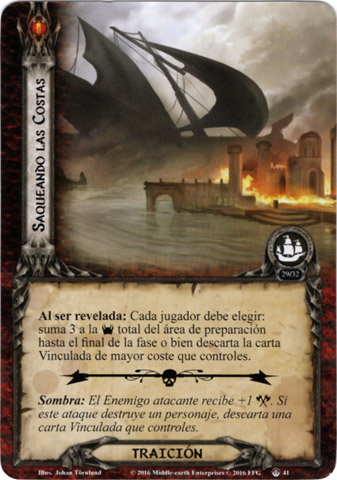 SAQUEANDO LAS COSTAS
29/32
Al ser revelada: Cada jugador debe elegir:
suma 3 a la total del área de preparación
hasta el final de la fase o bien descarta la carta
Vinculada de mayor coste que controles.
Sombra: El Enemigo atacante recibe +1 . Si
este ataque destruye un personaje, descarta una
carta Vinculada que controles.
TRAICIÓN
Illus. Johan Törnlund
© 2016 Middle-earth Enterprises © 2016 FFG
41